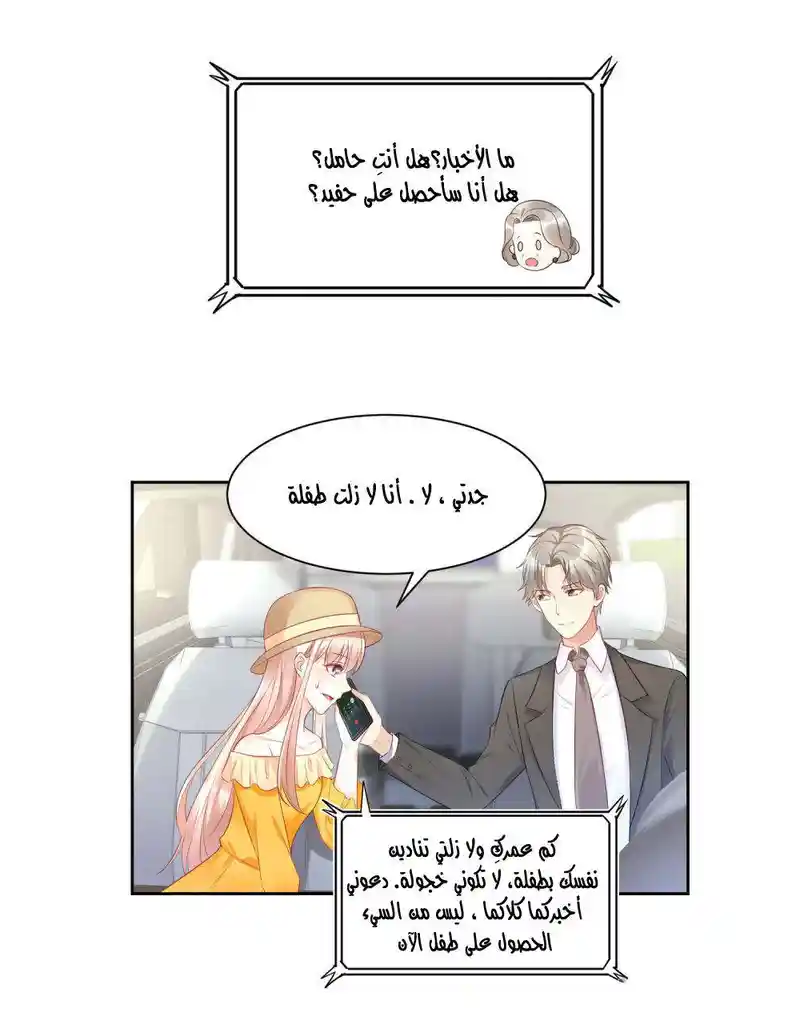 ما الأخبار؟هل أنتِ حامل؟
هل أنا سأحصل على حفيد؟
جدتي ، لا . أنا لا زلت طفلة
كم عمركِ ولا زلتي تنادين
نفسك بطفلة، لا تكوني خجولة. دعوني
أخبركما كلاكما ، ليس من السيء
الحصول على طفل الآن